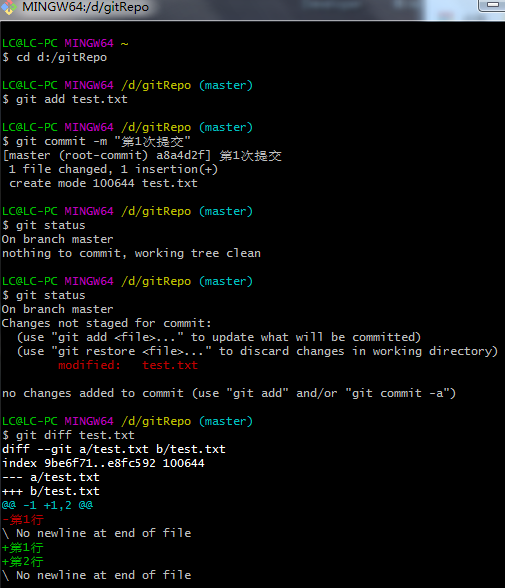 MINGW64:/d/gitRepo
LC@LC-PC MINGW64 ~
$ cd d:/gitRepo
LC@LC-PC MINGW64 /d/gitRepo (master)
$ git add test.txt
LC@LC-PC MINGW64 /d/gitRepo (master)
$ git commit -m "第1次提交"
[master (root-commit) a8a4d2f] 第1次提交
 1 file changed, 1 insertion(+)
 create mode 100644 test.txt
LC@LC-PC MINGW64 /d/gitRepo (master)
$ git status
On branch master
nothing to commit, working tree clean
LC@LC-PC MINGW64 /d/gitRepo (master)
$ git status
On branch master
Changes not staged for commit:
  (use "git add <file>..." to update what will be committed)
  (use "git restore <file>..." to discard changes in working directory)
        modified:   test.txt
no changes added to commit (use "git add" and/or "git commit -a")
LC@LC-PC MINGW64 /d/gitRepo (master)
$ git diff test.txt
diff --git a/test.txt b/test.txt
index 9be6f71..e8fc592 100644
--- a/test.txt
+++ b/test.txt
@@ -1 +1,2 @@
-第1行
\ No newline at end of file
+第1行
+第2行
\ No newline at end of file